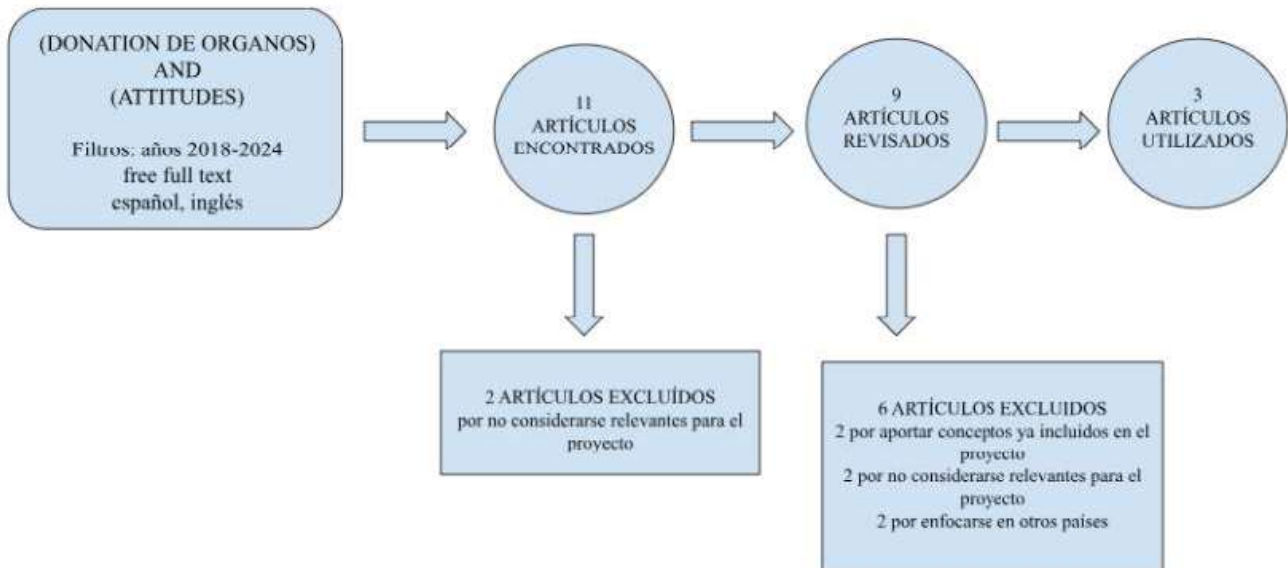 (DONATION DE ORGANOS)
AND
(ATTITUDES)
Filtros: años 2018-2024
free full text
español, inglés
11
ARTÍCULOS
ENCONTRADOS
9
ARTÍCULOS
REVISADOS
3
ARTÍCULOS
UTILIZADOS
2 ARTÍCULOS EXCLUÍDOS
por no considerarse relevantes para el
proyecto
6 ARTÍCULOS EXCLUIDOS
2 por aportar conceptos ya incluidos en el
proyecto
2 por no considerarse relevantes para el
proyecto
2 por enfocarse en otros países